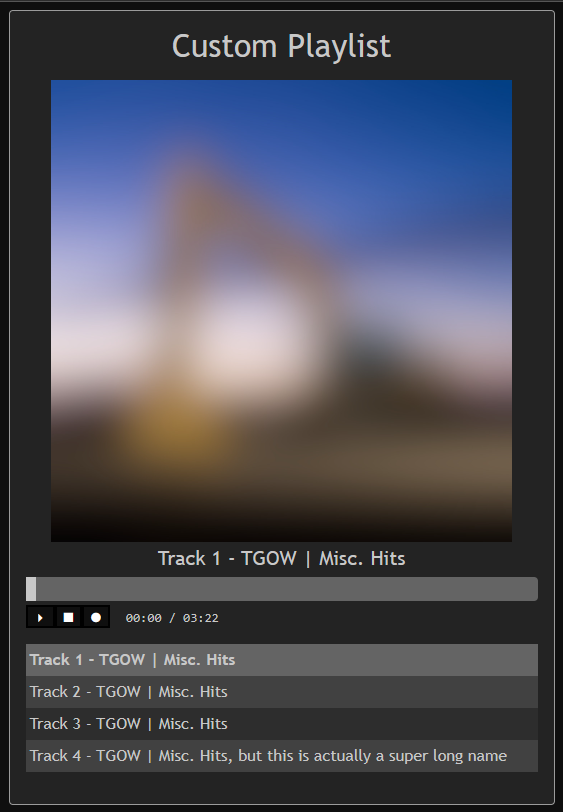 Custom Playlist
Track 1 - TGOW | Misc. Hits
00:00 / 03:22
Track 1 - TGOW | Misc. Hits
Track 2 - TGOW | Misc. Hits
Track 3 - TGOW | Misc. Hits
Track 4 - TGOW | Misc. Hits, but this is actually a super long name